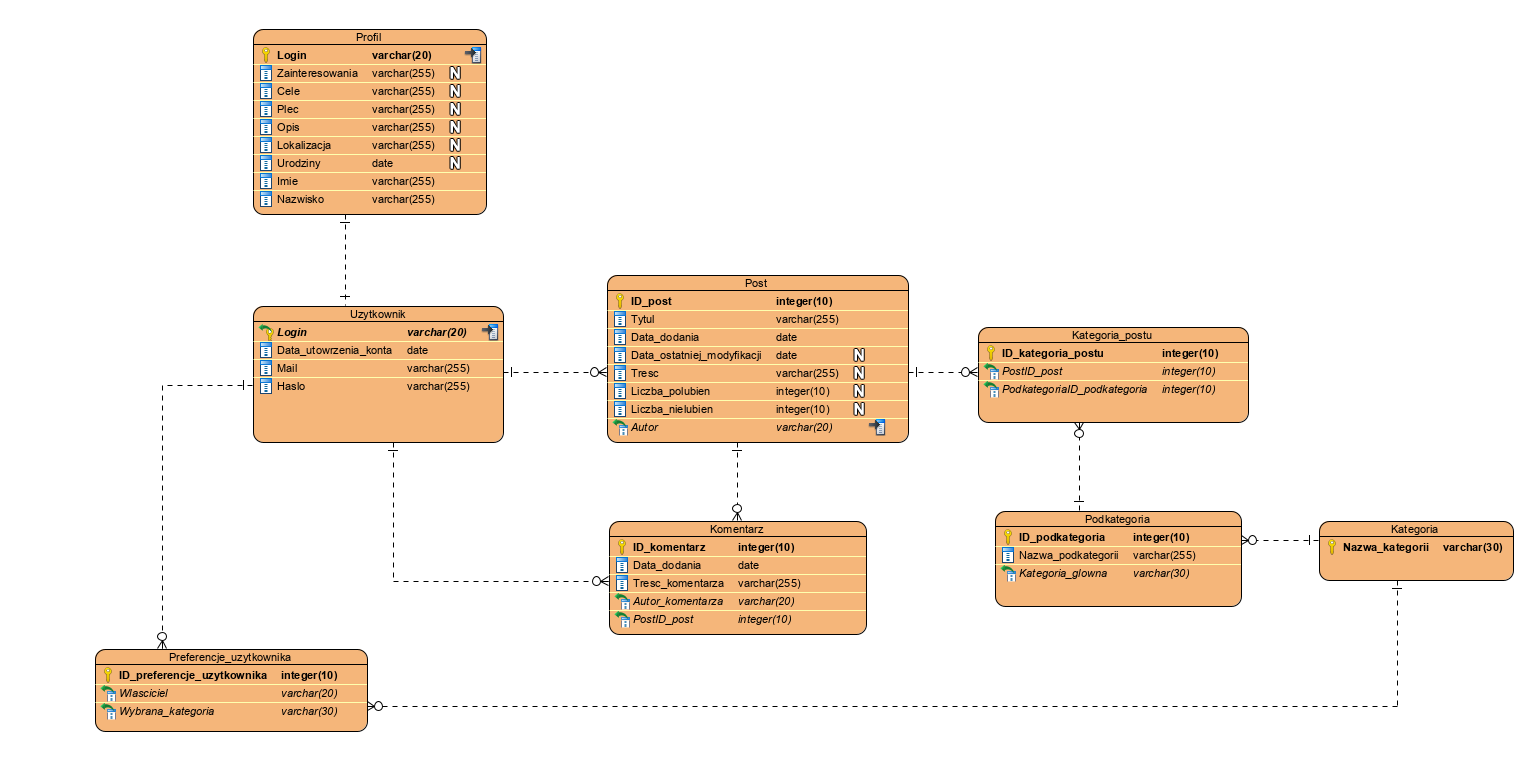 Profil
Login varchar(20)
Zainteresowania varchar(255) N
Cele varchar(255) N
Plec varchar(255) N
Opis varchar(255) N
Lokalizacja varchar(255) N
Urodziny date N
Imie varchar(255)
Nazwisko varchar(255)
Uzytkownik
Login varchar(20)
Data_utowrzenia_konta date
Mail varchar(255)
Haslo varchar(255)
Post
ID_post integer(10)
Tytul varchar(255)
Data_dodania date
Data_ostatniej_modyfikacji date N
Tresc varchar(255) N
Liczba_polubien integer(10) N
Liczba_nielubien integer(10) N
Autor varchar(20)
Kategoria_postu
ID_kategoria_postu integer(10)
PostID_post integer(10)
PodkategoriaID_podkategoria integer(10)
Komentarz
ID_komentarz integer(10)
Data_dodania date
Tresc_komentarza varchar(255)
Autor_komentarza varchar(20)
PostID_post integer(10)
Podkategoria
ID_podkategoria integer(10)
Nazwa_podkategorii varchar(255)
Kategoria_glowna varchar(30)
Kategoria
Nazwa_kategorii varchar(30)
Preferencje_uzytkownika
ID_preferencje_uzytkownika integer(10)
Wlasciciel varchar(20)
Wybrana_kategoria varchar(30)